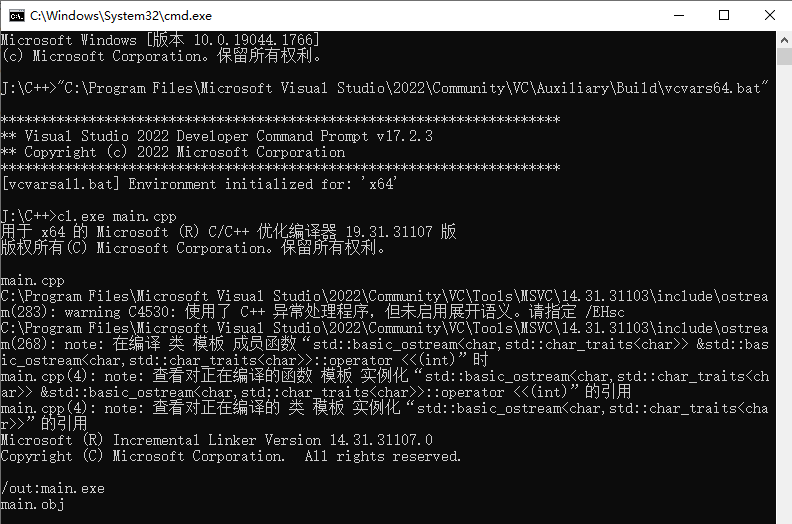 C:\Windows\System32\cmd.exe
Microsoft Windows [版本 10.0.19044.1766]
(c) Microsoft Corporation。保留所有权利。
J:\C++>"C:\Program Files\Microsoft Visual Studio\2022\Community\VC\Auxiliary\Build\vcvars64.bat"
**********************************************************************
** Visual Studio 2022 Developer Command Prompt v17.2.3
** Copyright (c) 2022 Microsoft Corporation
**********************************************************************
[vcvarsall.bat] Environment initialized for: 'x64'
J:\C++>cl.exe main.cpp
用于 x64 的 Microsoft (R) C/C++ 优化编译器 19.31.31107 版
版权所有(C) Microsoft Corporation。保留所有权利。
main.cpp
C:\Program Files\Microsoft Visual Studio\2022\Community\VC\Tools\MSVC\14.31.31103\include\ostrea
m(283): warning C4530: 使用了 C++ 异常处理程序，但未启用展开语义。请指定 /EHsc
C:\Program Files\Microsoft Visual Studio\2022\Community\VC\Tools\MSVC\14.31.31103\include\ostrea
m(268): note: 在编译 类 模板 成员函数“std::basic_ostream<char,std::char_traits<char>> &std::bas
ic_ostream<char,std::char_traits<char>>::operator <<(int)”时
main.cpp(4): note: 查看对正在编译的函数 模板 实例化“std::basic_ostream<char,std::char_traits<ch
ar>> &std::basic_ostream<char,std::char_traits<char>>::operator <<(int)”的引用
main.cpp(4): note: 查看对正在编译的 类 模板 实例化“std::basic_ostream<char,std::char_traits<cha
r>>”的引用
Microsoft (R) Incremental Linker Version 14.31.31107.0
Copyright (C) Microsoft Corporation.  All rights reserved.
/out:main.exe
main.obj